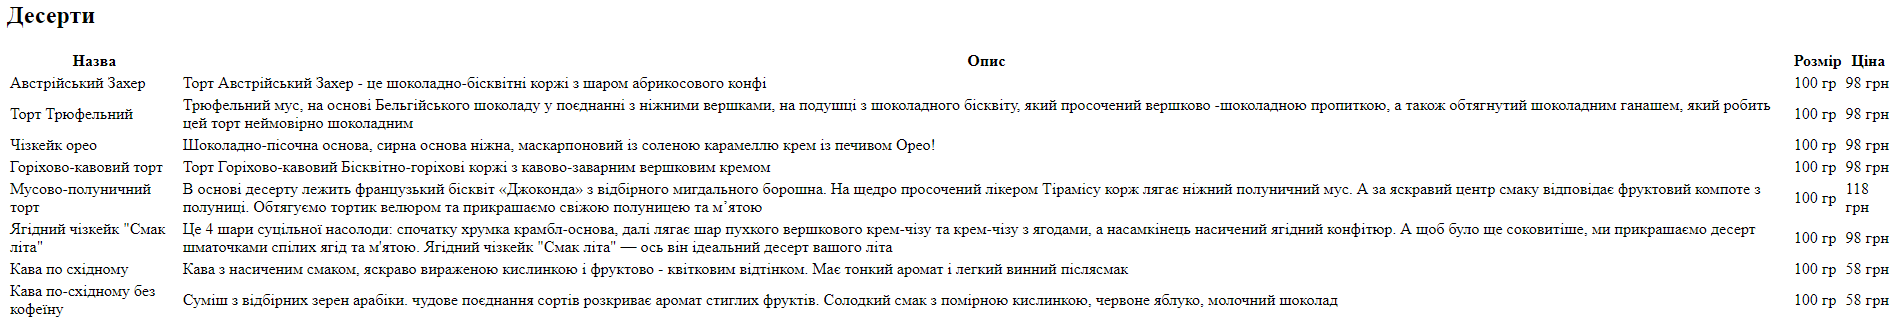 Десерти
Назва Опис Розмір Ціна
Австрійський Захер Торт Австрійський Захер - це шоколадно-бісквітні коржі з шаром абрикосового конфі 100 гр 98 грн
Торт Трюфельний Трюфельний мус, на основі Бельгійського шоколаду у поєднанні з ніжними вершками, на подушці з шоколадного бісквіту, який просочений вершково -шоколадною пропиткою, а також обтягнутий шоколадним ганашем, який робить
цей торт неймовірно шоколадним 100 гр 98 грн
Чізкейк орео Шоколадно-пісочна основа, сирна основа ніжна, маскарпоновий із соленою карамеллю крем із печивом Орео! 100 гр 98 грн
Горіхово-кавовий торт Торт Горіхово-кавовий Бісквітно-горіхові коржі з кавово-заварним вершковим кремом 100 гр 98 грн
Мусово-полуничний
торт
В основі десерту лежить французький бісквіт «Джоконда» з відбірного мигдального борошна. На щедро просочений лікером Тірамісу корж лягає ніжний полуничний мус. А за яскравий центр смаку відповідає фруктовий компоте з
полуниці. Обтягуємо тортик велюром та прикрашаємо свіжою полуницею та м’ятою
100 гр
118
грн
Ягідний чізкейк "Смак
літа"
Це 4 шари суцільної насолоди: спочатку хрумка крамбл-основа, далі лягає шар пухкого вершкового крем-чізу та крем-чізу з ягодами, а насамкінець насичений ягідний конфітюр. А щоб було ще соковитіше, ми прикрашаємо десерт
шматочками спілих ягід та м'ятою. Ягідний чізкейк "Смак літа" — ось він ідеальний десерт вашого літа
100 гр 98 грн
Кава по східному Кава з насиченим смаком, яскраво вираженою кислинкою і фруктово - квітковим відтінком. Має тонкий аромат і легкий винний післясмак 100 гр 58 грн
Кава по-східному без
кофеїну
Суміш з відбірних зерен арабіки. чудове поєднання сортів розкриває аромат стиглих фруктів. Солодкий смак з помірною кислинкою, червоне яблуко, молочний шоколад 100 гр 58 грн